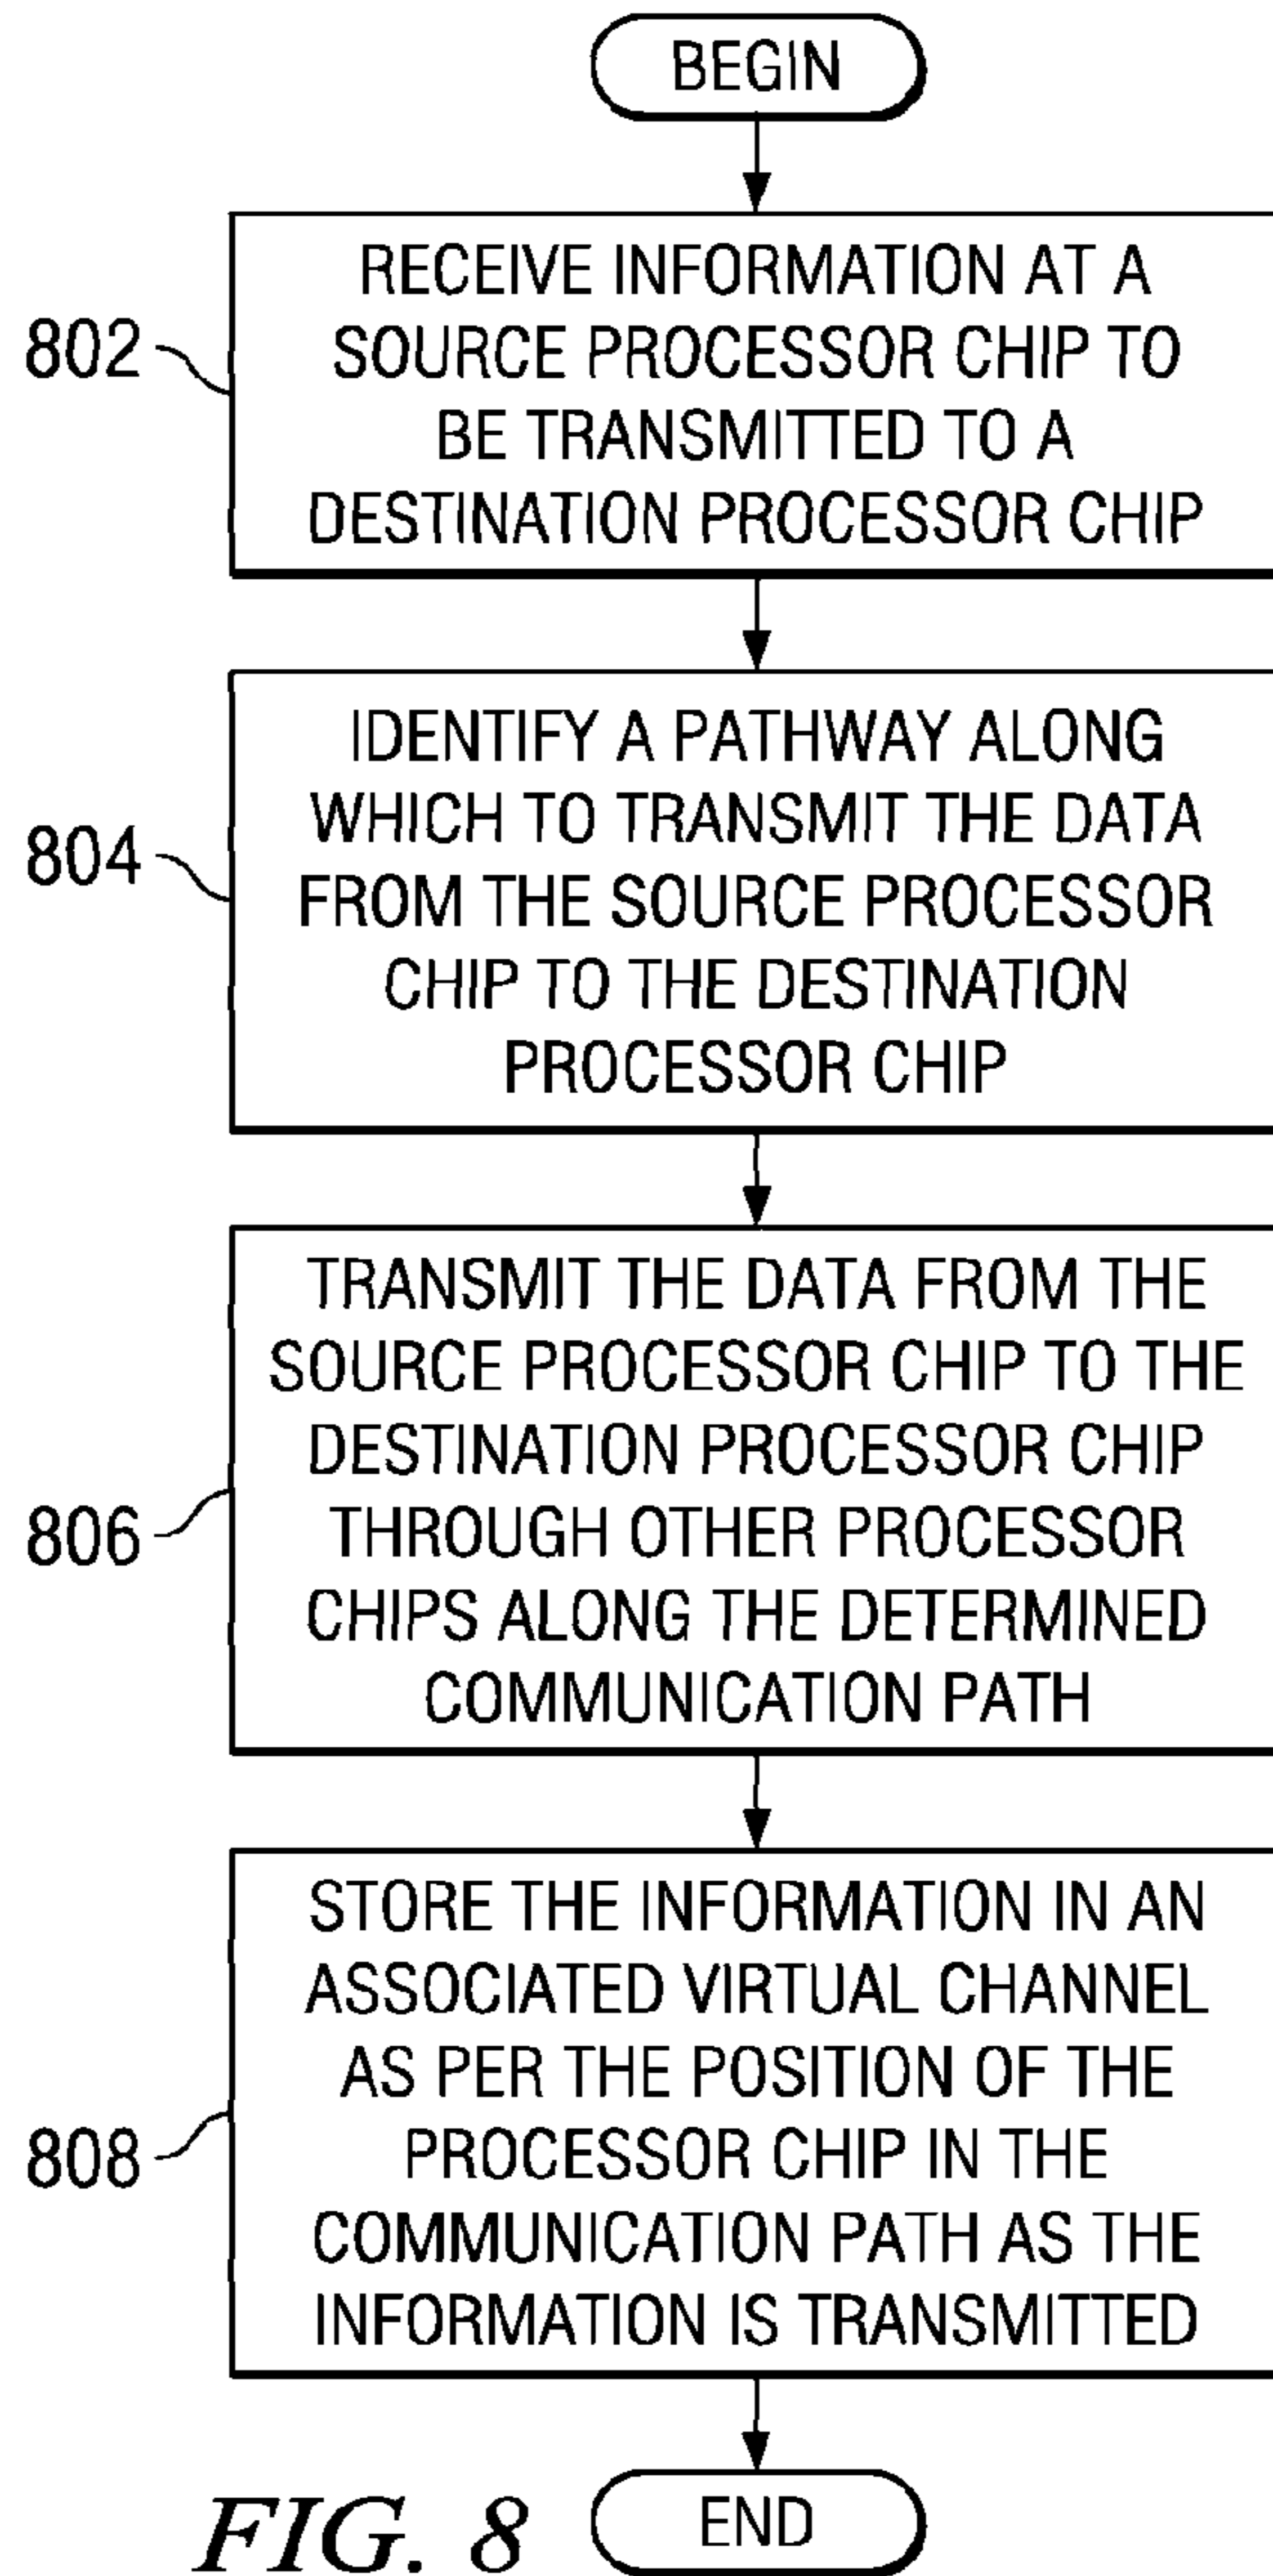 BEGIN
RECEIVE INFORMATION AT A
SOURCE PROCESSOR CHIP TO
BE TRANSMITTED TO A
DESTINATION PROCESSOR CHIP
802
IDENTIFY A PATHWAY ALONG
WHICH TO TRANSMIT THE DATA
FROM THE SOURCE PROCESSOR
CHIP TO THE DESTINATION
PROCESSOR CHIP
804
TRANSMIT THE DATA FROM THE
SOURCE PROCESSOR CHIP TO THE
DESTINATION PROCESSOR CHIP
THROUGH OTHER PROCESSOR
CHIPS ALONG THE DETERMINED
COMMUNICATION PATH
806
STORE THE INFORMATION IN AN
ASSOCIATED VIRTUAL CHANNEL
AS PER THE POSITION OF THE
PROCESSOR CHIP IN THE
COMMUNICATION PATH AS THE
INFORMATION IS TRANSMITTED
808
END
FIG. 8